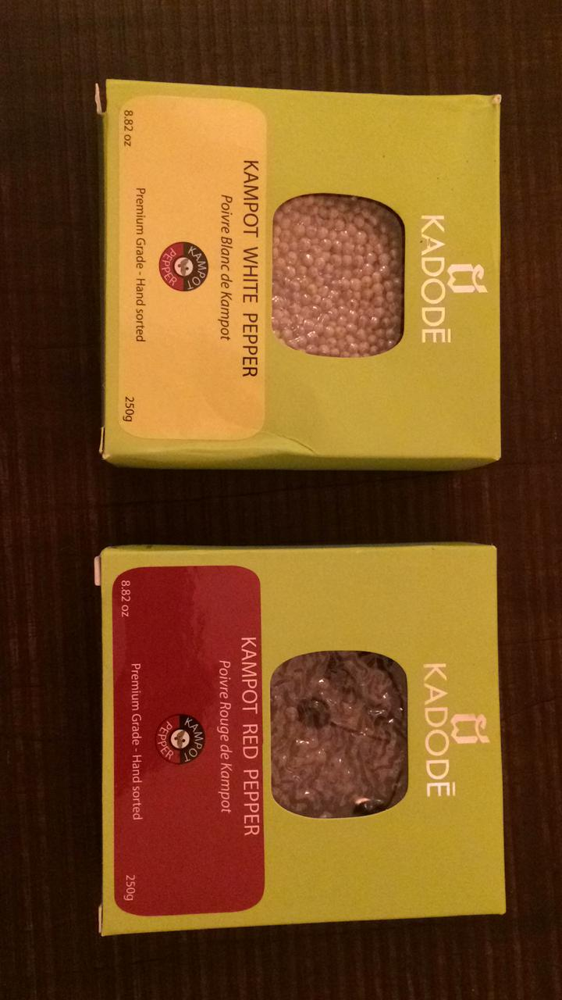 KADODĒ
KAMPOT WHITE PEPPER
Poivre Blanc de Kampot
KAMPOT
PEPPER
Premium Grade - Hand sorted
8.82 oz
250g
KADODĒ
KAMPOT RED PEPPER
Poivre Rouge de Kampot
KAMPOT
PEPPER
Premium Grade - Hand sorted
8.82 oz
250g